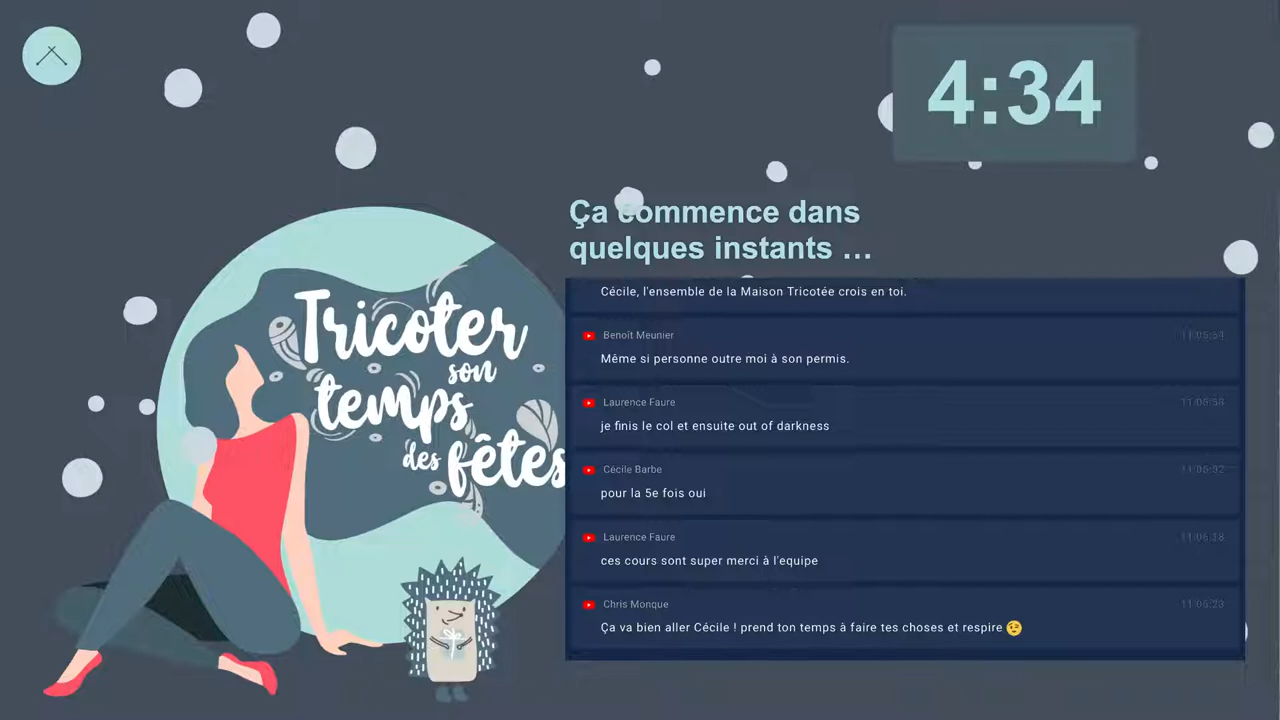 4:34
Ça commence dans
quelques instants ...
Tricoter
son
temps
des fêtes
Cécile, l'ensemble de la Maison Tricotée crois en toi.
Benoît Meunier
Même si personne outre moi à son permis.
Laurence Faure
je finis le col et ensuite out of darkness
Cécile Barbe
pour la 5e fois oui
Laurence Faure
ces cours sont super merci à l'equipe
Chris Monque
Ça va bien aller Cécile ! prend ton temps à faire tes choses et respire 😉